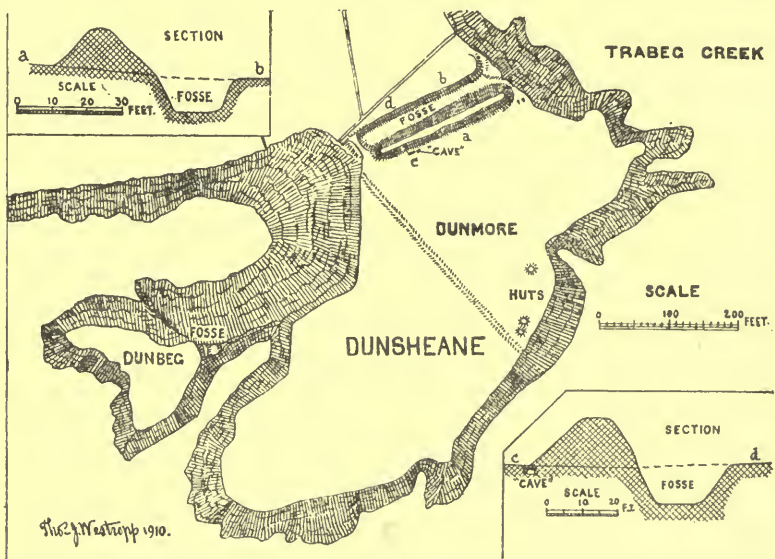 SECTION
a
b
SCALE
FOSSE
0 10 20 30 FEET.
TRABEG CREEK
d
b
FOSSE
a
c
"CAVE"
DUNMORE
HUTS
SCALE
0 100 200 FEET.
FOSSE
DUNBEG
DUNSHEANE
SECTION
c
d
"CAVE"
FOSSE
SCALE
0 10 20 FT
Thos. J. Westropp 1910.